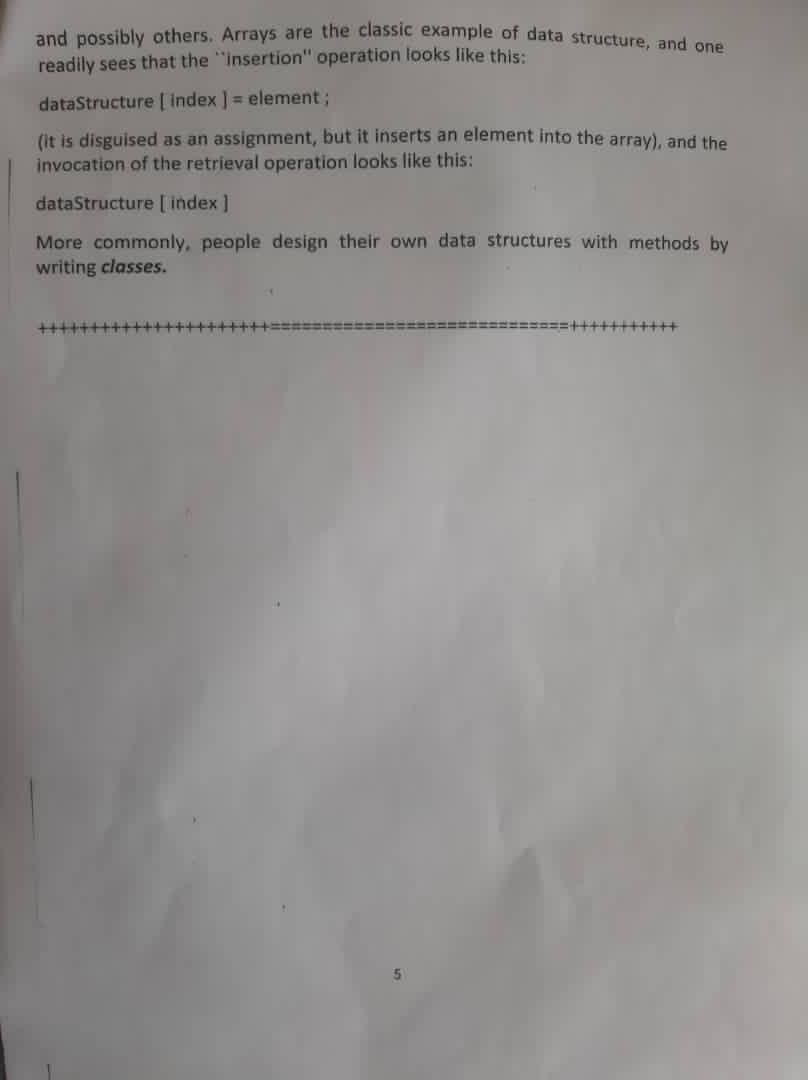 and possibly others. Arrays are the classic example of data structure, and one
readily sees that the ``insertion'' operation looks like this:
dataStructure [ index ] = element ;
(it is disguised as an assignment, but it inserts an element into the array), and the
invocation of the retrieval operation looks like this:
dataStructure [ index ]
More commonly, people design their own data structures with methods by
writing classes.
++++++++++++++++++++++=============================+++++++++++
5